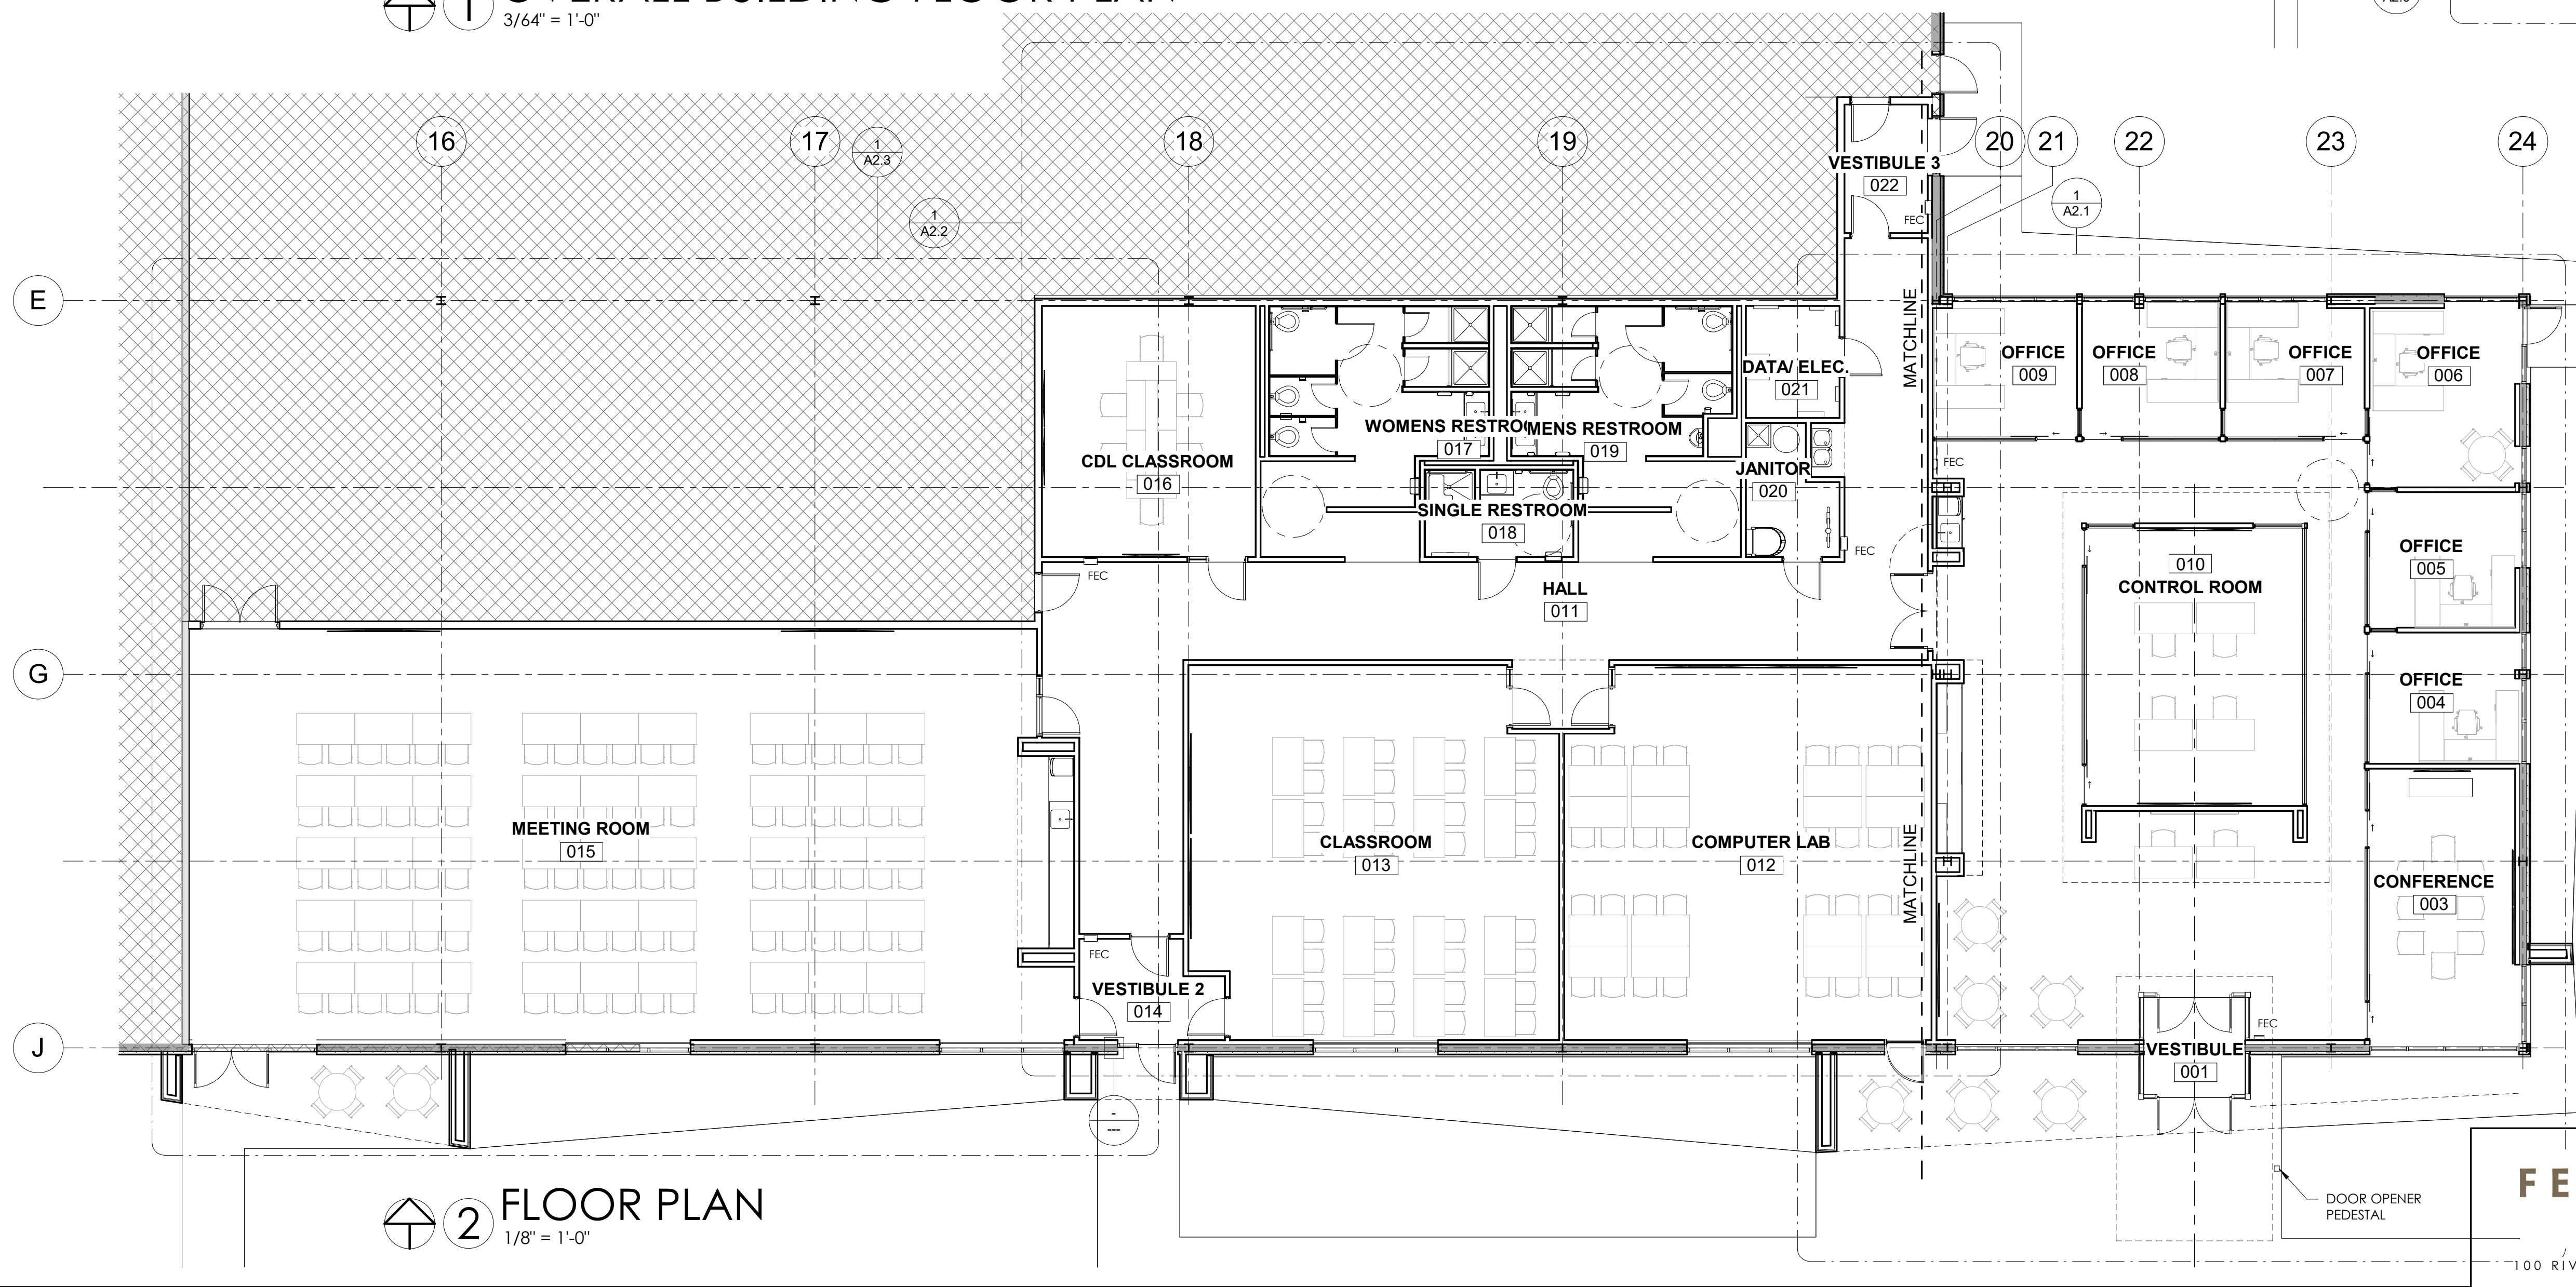 1 OVERALL BUILDING FLOOR PLAN
3/64" = 1'-0"
16
17
18
19
20
21
22
23
24
1
A2.3
1
A2.2
1
A2.1
E
G
J
VESTIBULE 3
022
FEC
MATCHLINE
OFFICE
009
OFFICE
008
OFFICE
007
OFFICE
006
DATA/ ELEC.
021
WOMENS RESTRO
017
MENS RESTROOM
019
CDL CLASSROOM
016
JANITOR
020
SINGLE RESTROOM
018
FEC
FEC
FEC
HALL
011
OFFICE
005
010
CONTROL ROOM
OFFICE
004
MEETING ROOM
015
CLASSROOM
013
COMPUTER LAB
012
MATCHLINE
CONFERENCE
003
FEC
VESTIBULE 2
014
FEC
VESTIBULE
001
-
---
2 FLOOR PLAN
1/8" = 1'-0"
DOOR OPENER
PEDESTAL
FE
100 RIV